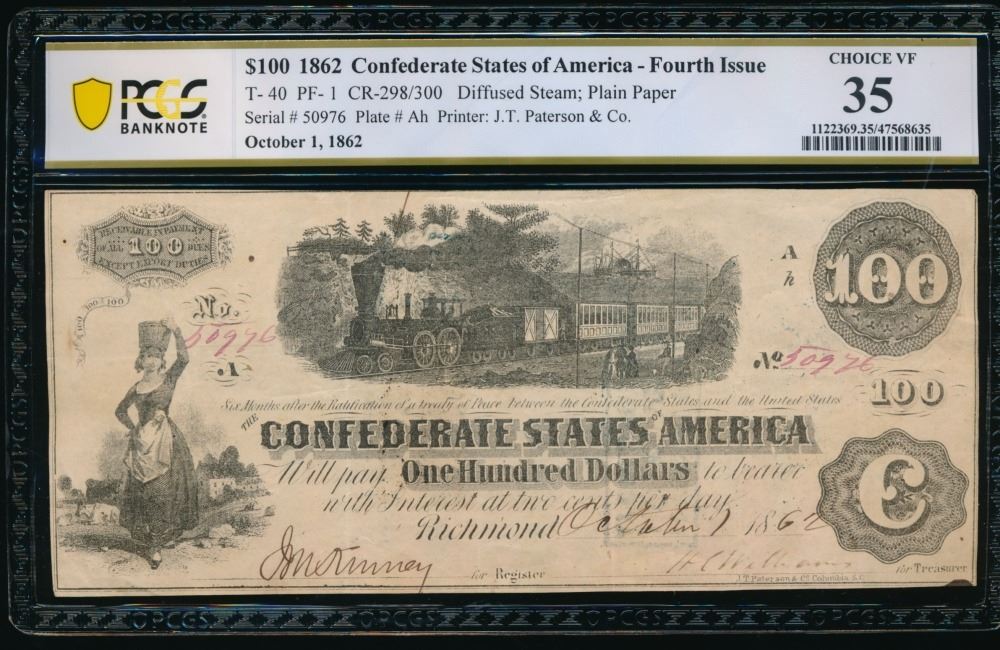 PCGS
BANKNOTE
$100 1862 Confederate States of America - Fourth Issue
T- 40 PF- 1 CR-298/300 Diffused Steam; Plain Paper
Serial # 50976 Plate # Ah Printer: J.T. Paterson & Co.
October 1, 1862
CHOICE VF
35
1122369.35/47568635
RECEIVABLE IN PAYMENT
OF ALL 100 DUES
EXCEPT EXPORT DUTIES
100 100 100
No.
50976
A
A
h
100
No 50976
100
Six Months after the Ratification of a treaty of Peace between the Confederate States and the United States
THE
CONFEDERATE STATES OF AMERICA
Will pay One Hundred Dollars to bearer
with Interest at two cents per day
Richmond October 1 1862
C
for Register
for Treasurer
J.T. Paterson & Co. Columbia, S.C.
PCGS